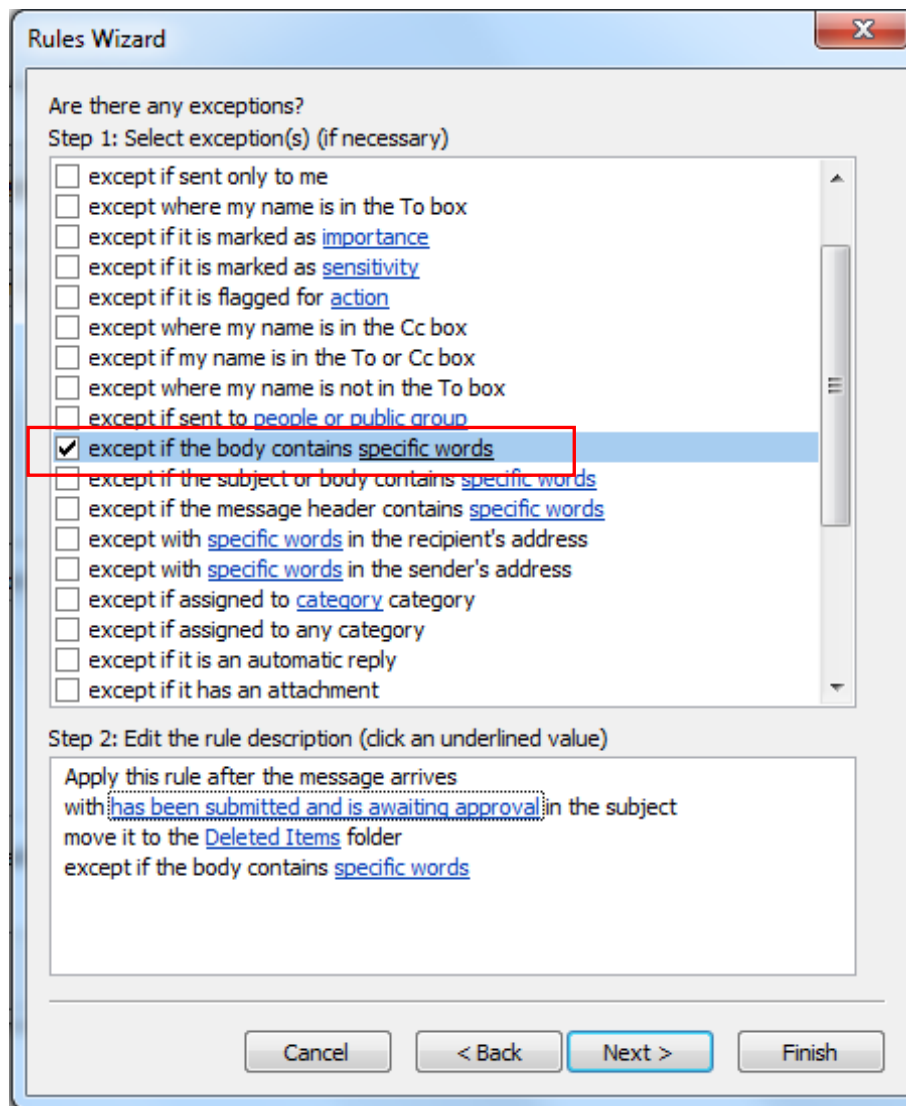 Rules Wizard
Are there any exceptions?
Step 1: Select exception(s) (if necessary)
except if sent only to me
except where my name is in the To box
except if it is marked as importance
except if it is marked as sensitivity
except if it is flagged for action
except where my name is in the Cc box
except if my name is in the To or Cc box
except where my name is not in the To box
except if sent to people or public group
except if the body contains specific words
except if the subject or body contains specific words
except if the message header contains specific words
except with specific words in the recipient's address
except with specific words in the sender's address
except if assigned to category category
except if assigned to any category
except if it is an automatic reply
except if it has an attachment
Step 2: Edit the rule description (click an underlined value)
Apply this rule after the message arrives
with has been submitted and is awaiting approval in the subject
move it to the Deleted Items folder
except if the body contains specific words
Cancel < Back Next > Finish